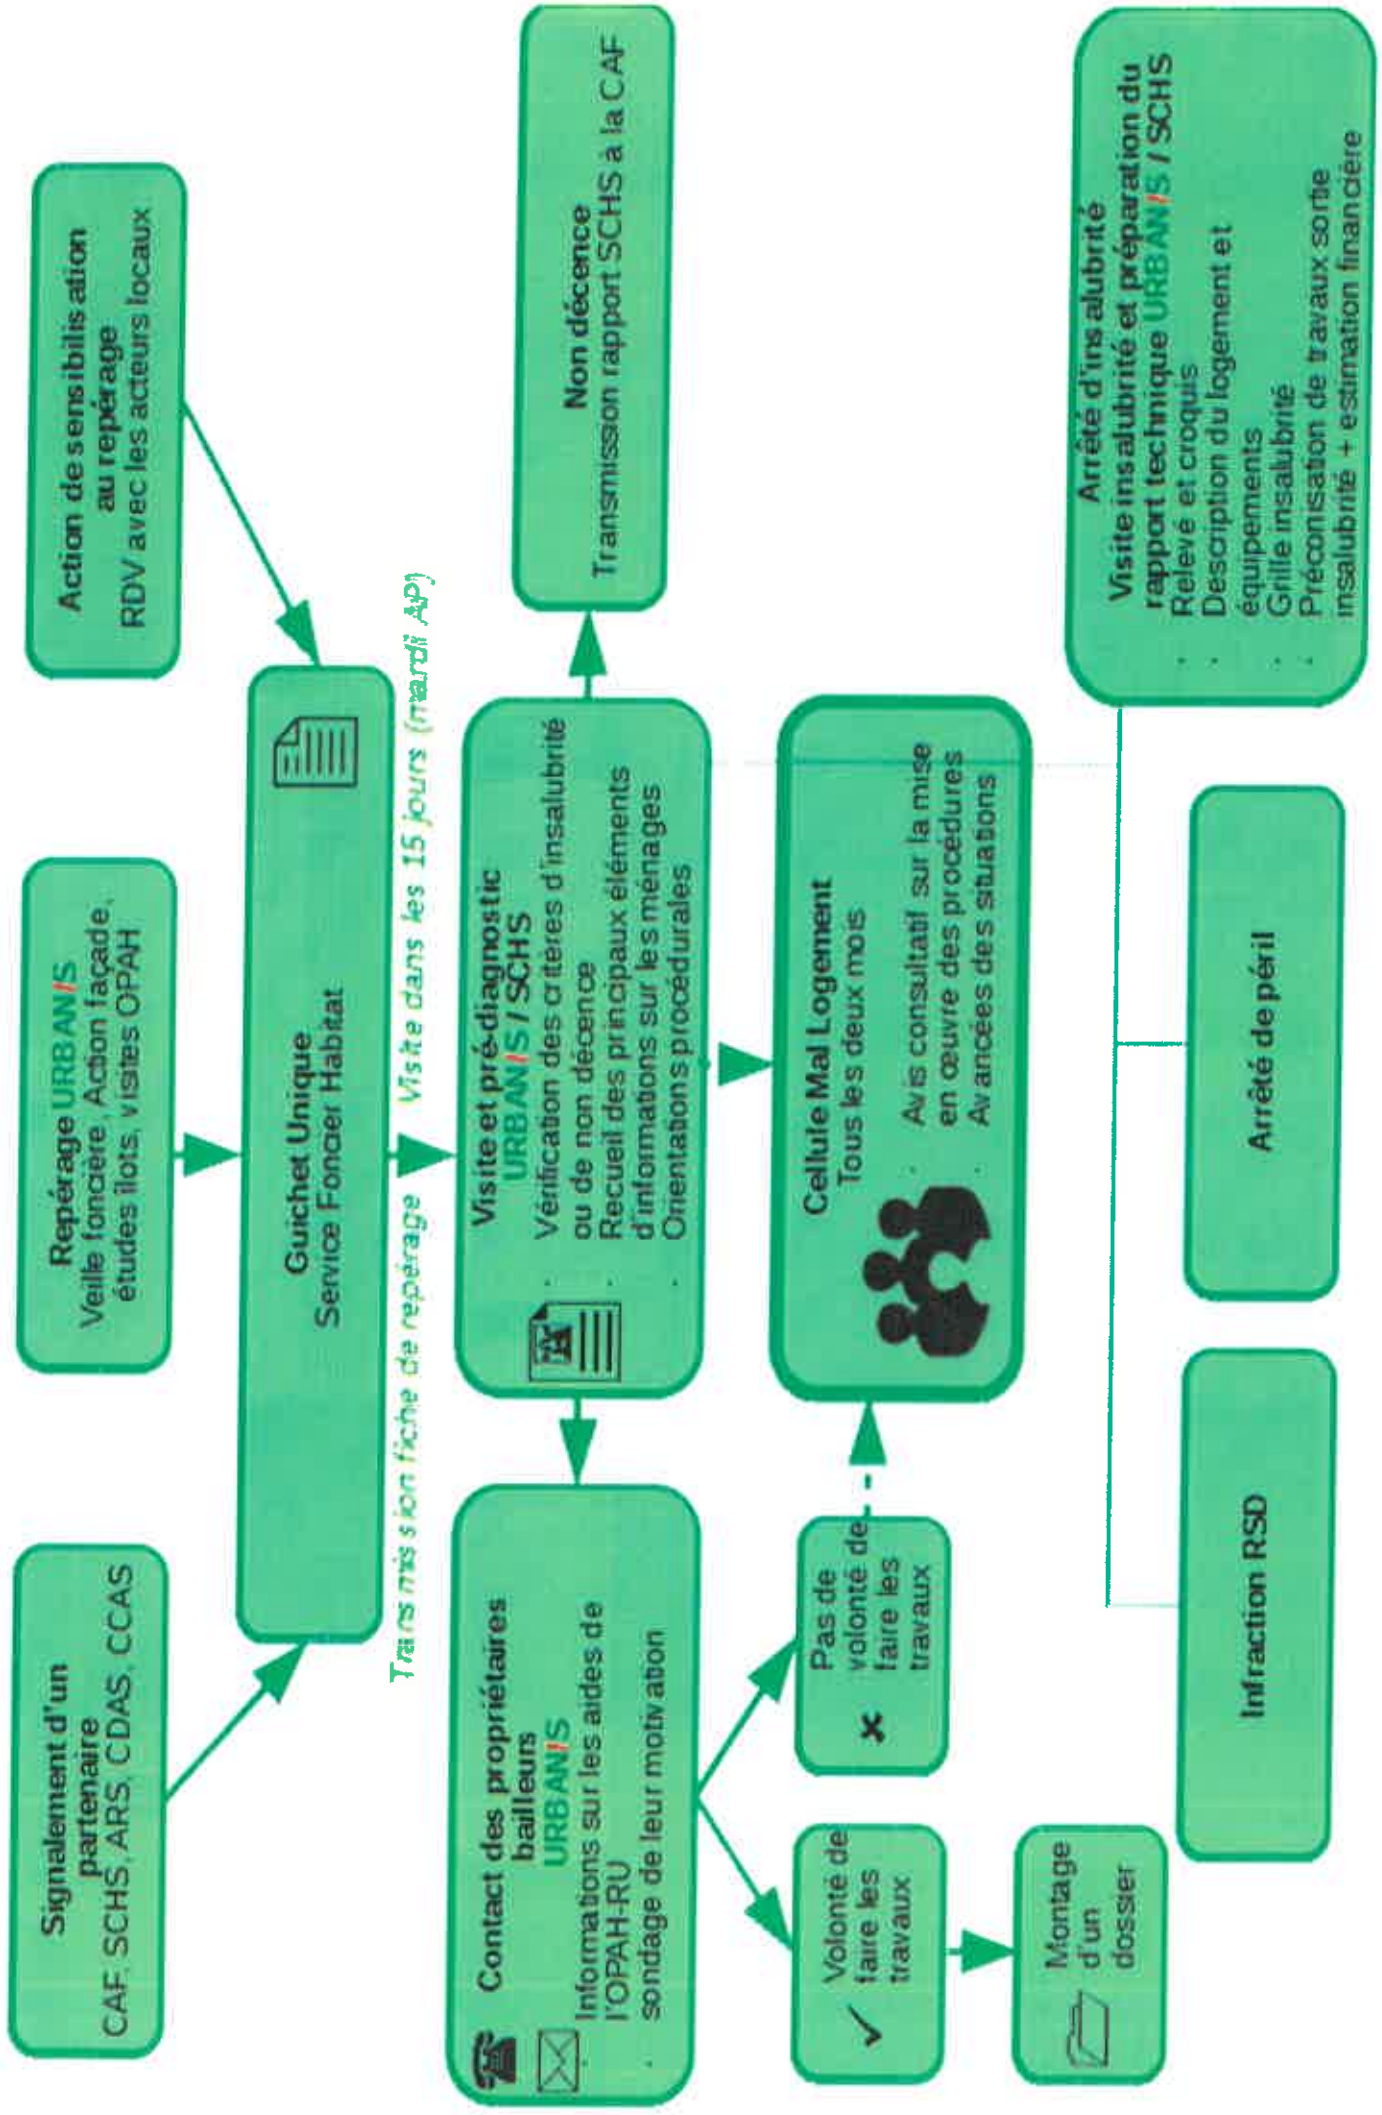 Signalement d'un
partenaire
CAF, SCHS, ARS, CDAS, CCAS
Repérage URBANIS
Veille foncière, Action façade,
études îlots, visites OPAH
Action de sensibilisation
au repérage
RDV avec les acteurs locaux
Guichet Unique
Service Foncier Habitat
Transmission fiche de repérage
Visite dans les 15 jours (mardi AP)
Contact des propriétaires
bailleurs
URBANIS
· Informations sur les aides de
l'OPAH-RU
· sondage de leur motivation
Visite et pré-diagnostic
URBANIS / SCHS
· Vérification des critères d'insalubrité
ou de non décence
· Recueil des principaux éléments
d'informations sur les ménages
· Orientations procédurales
Non décence
Transmission rapport SCHS à la CAF
Volonté de
faire les
travaux
Pas de
volonté de
faire les
travaux
Cellule Mal Logement
Tous les deux mois
· Avis consultatif sur la mise
en œuvre des procédures
· Avancées des situations
Montage
d'un
dossier
Infraction RSD
Arrêté de péril
Arrêté d'insalubrité
Visite insalubrité et préparation du
rapport technique URBANIS / SCHS
· Relevé et croquis
· Description du logement et
équipements
· Grille insalubrité
· Préconisation de travaux sortie
insalubrité + estimation financière